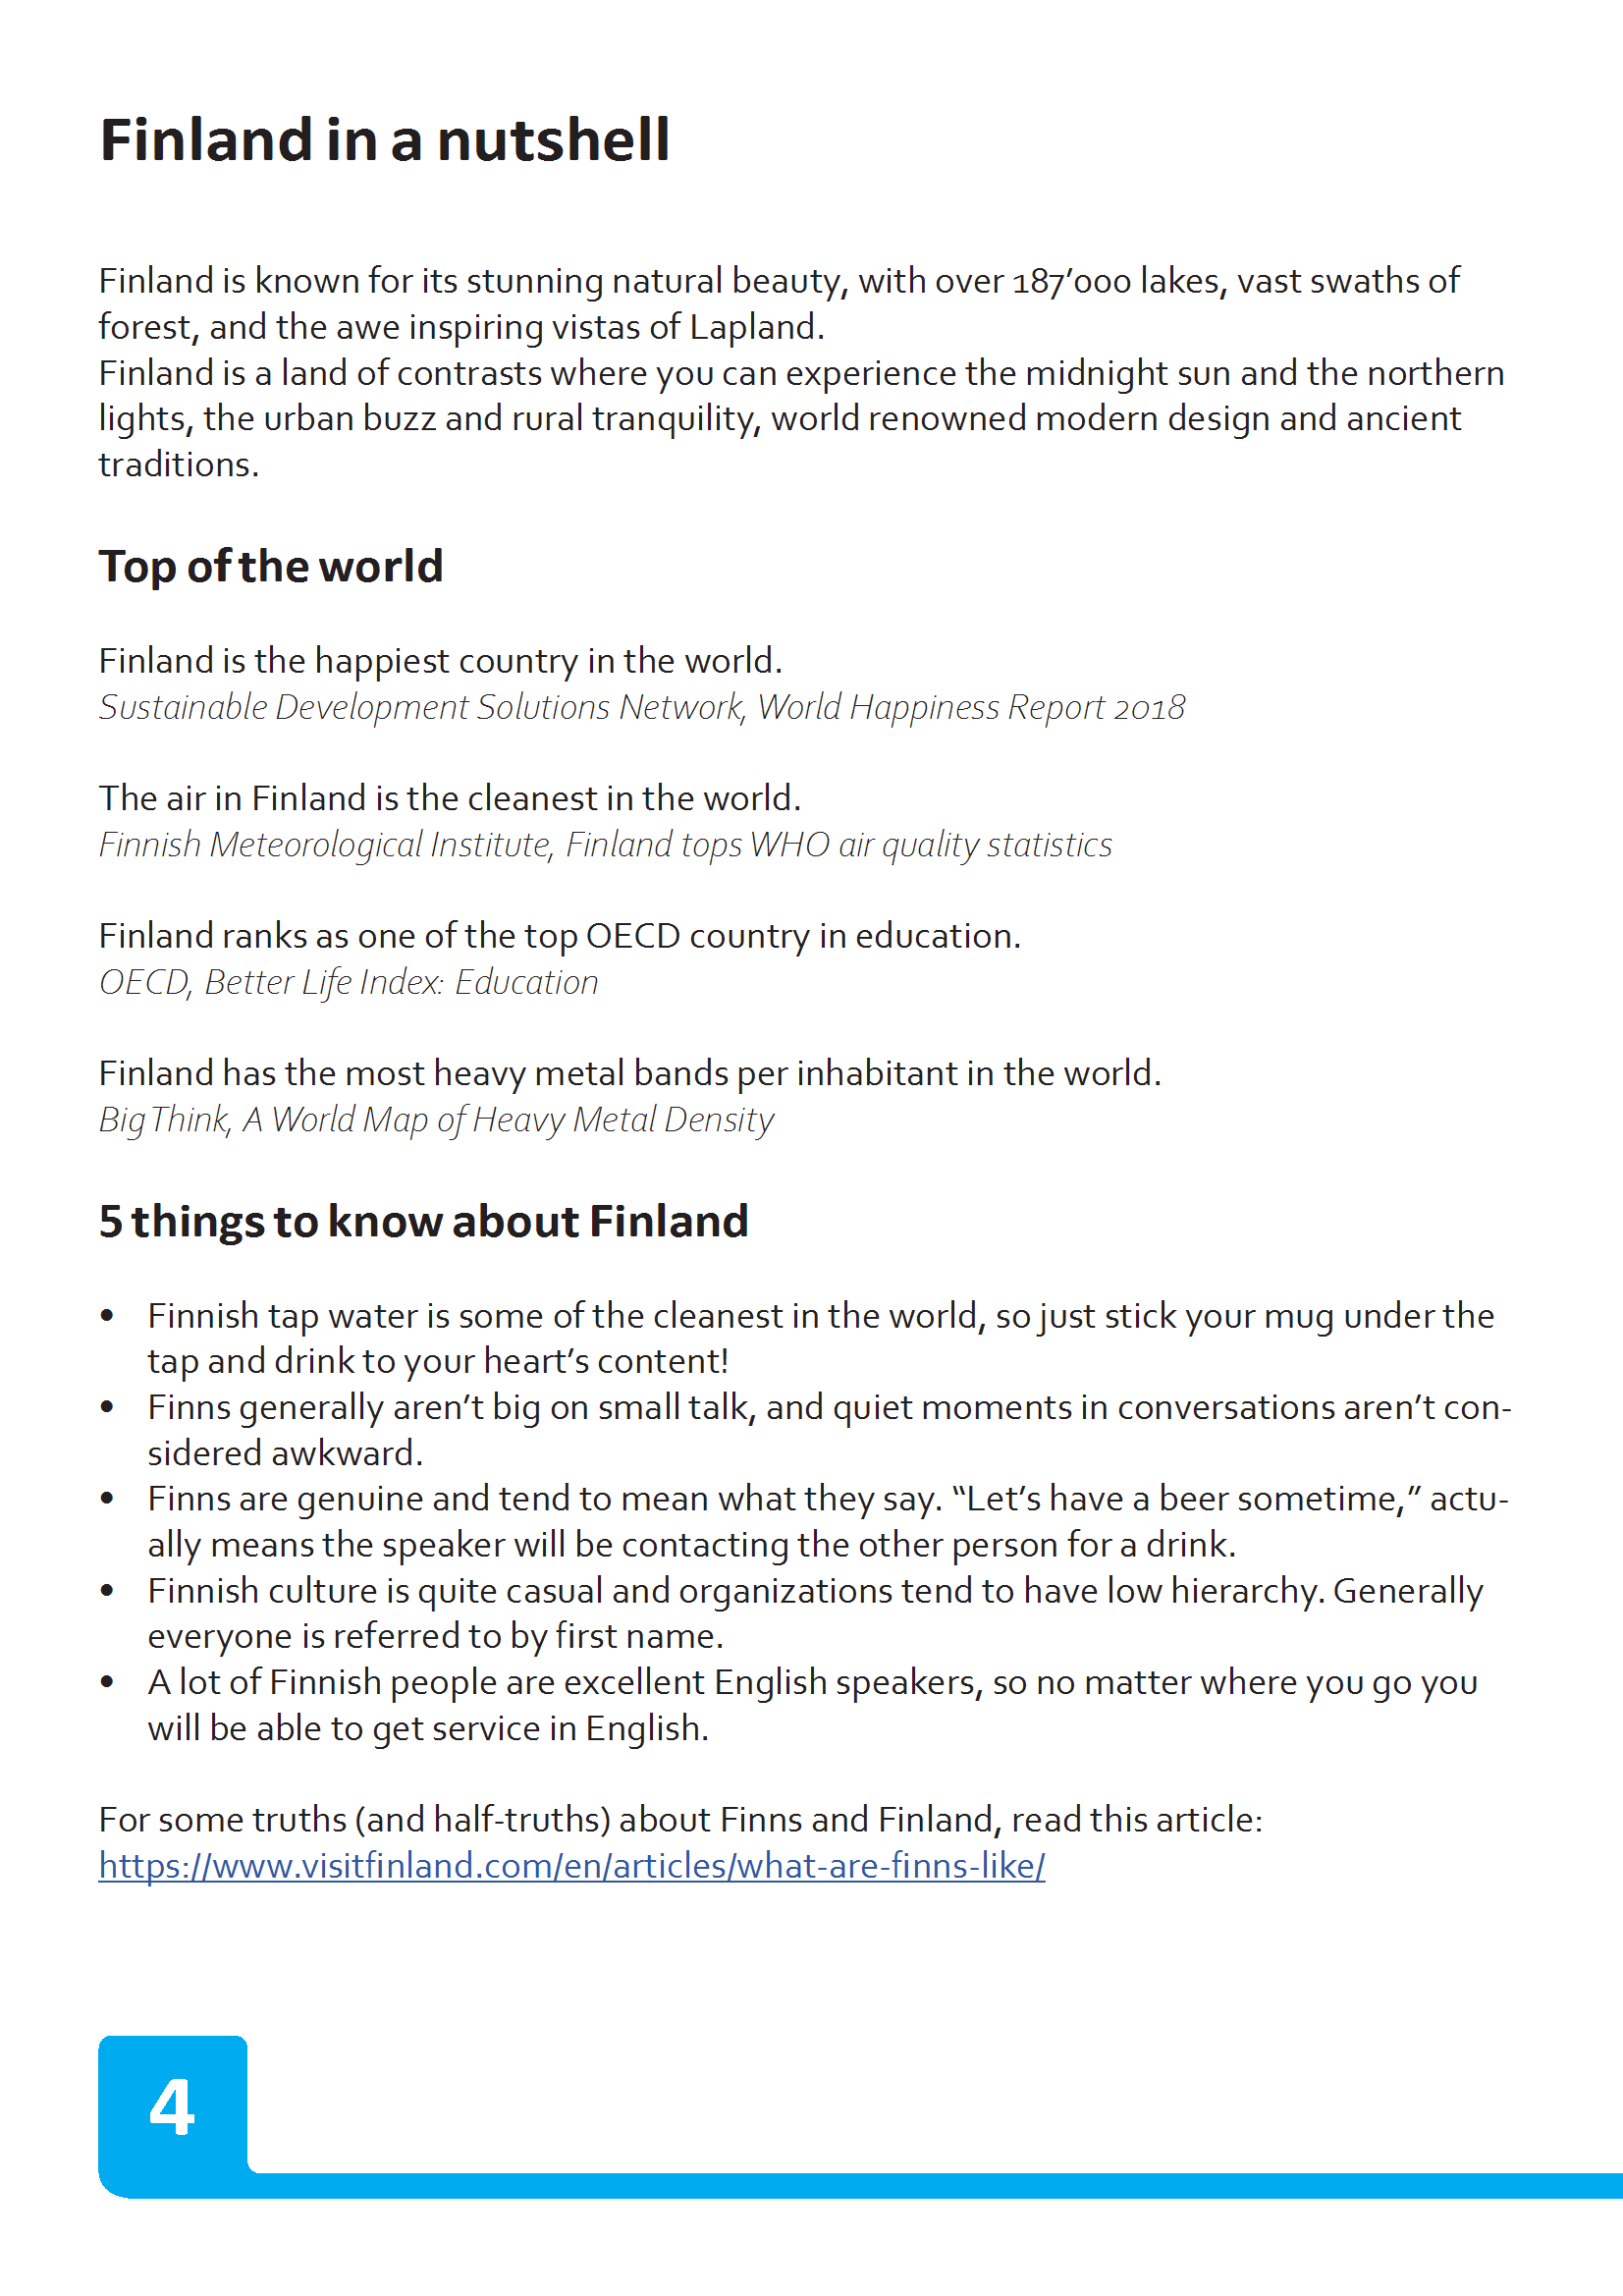 Finland in a nutshell
Finland is known for its stunning natural beauty, with over 187’000 lakes, vast swaths of
forest, and the awe inspiring vistas of Lapland.
Finland is a land of contrasts where you can experience the midnight sun and the northern
lights, the urban buzz and rural tranquility, world renowned modern design and ancient
traditions.
Top of the world
Finland is the happiest country in the world.
Sustainable Development Solutions Network, World Happiness Report 2018
The air in Finland is the cleanest in the world.
Finnish Meteorological Institute, Finland tops WHO air quality statistics
Finland ranks as one of the top OECD country in education.
OECD, Better Life Index: Education
Finland has the most heavy metal bands per inhabitant in the world.
Big Think, A World Map of Heavy Metal Density
5 things to know about Finland
• Finnish tap water is some of the cleanest in the world, so just stick your mug under the
tap and drink to your heart’s content!
• Finns generally aren’t big on small talk, and quiet moments in conversations aren’t con-
sidered awkward.
• Finns are genuine and tend to mean what they say. “Let’s have a beer sometime,” actu-
ally means the speaker will be contacting the other person for a drink.
• Finnish culture is quite casual and organizations tend to have low hierarchy. Generally
everyone is referred to by first name.
• A lot of Finnish people are excellent English speakers, so no matter where you go you
will be able to get service in English.
For some truths (and half-truths) about Finns and Finland, read this article:
https://www.visitfinland.com/en/articles/what-are-finns-like/
4